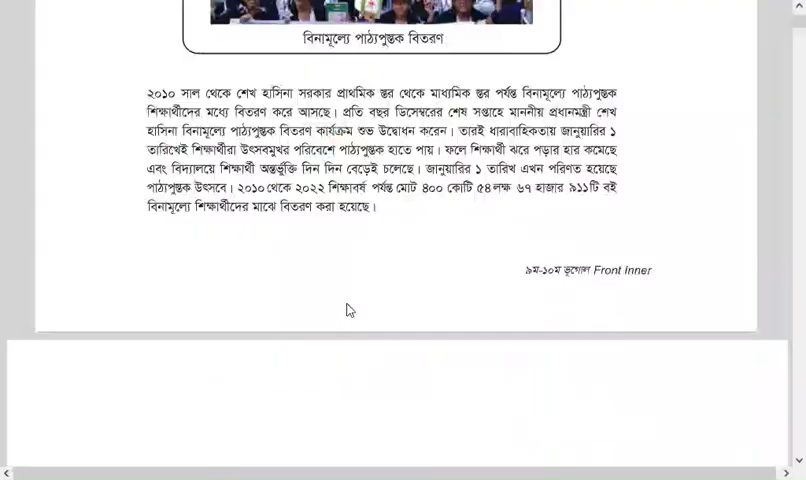 বিনামূল্যে পাঠ্যপুস্তক বিতরণ
২০১০ সাল থেকে শেখ হাসিনা সরকার প্রাথমিক স্তর থেকে মাধ্যমিক স্তর পর্যন্ত বিনামূল্যে পাঠ্যপুস্তক
শিক্ষার্থীদের মধ্যে বিতরণ করে আসছে। প্রতি বছর ডিসেম্বরের শেষ সপ্তাহে মাননীয় প্রধানমন্ত্রী শেখ
হাসিনা বিনামূল্যে পাঠ্যপুস্তক বিতরণ কার্যক্রম শুভ উদ্বোধন করেন। তারই ধারাবাহিকতায় জানুয়ারির ১
তারিখেই শিক্ষার্থীরা উৎসবমুখর পরিবেশে পাঠ্যপুস্তক হাতে পায়। ফলে শিক্ষার্থী ঝরে পড়ার হার কমেছে
এবং বিদ্যালয়ে শিক্ষার্থী অন্তর্ভুক্তি দিন দিন বেড়েই চলেছে। জানুয়ারির ১ তারিখ এখন পরিণত হয়েছে
পাঠ্যপুস্তক উৎসবে। ২০১০ থেকে ২০২২ শিক্ষাবর্ষ পর্যন্ত মোট ৪০০ কোটি ৫৪ লক্ষ ৬৭ হাজার ৯১১টি বই
বিনামূল্যে শিক্ষার্থীদের মাঝে বিতরণ করা হয়েছে।
৯ম-১০ম ভূগোল Front Inner